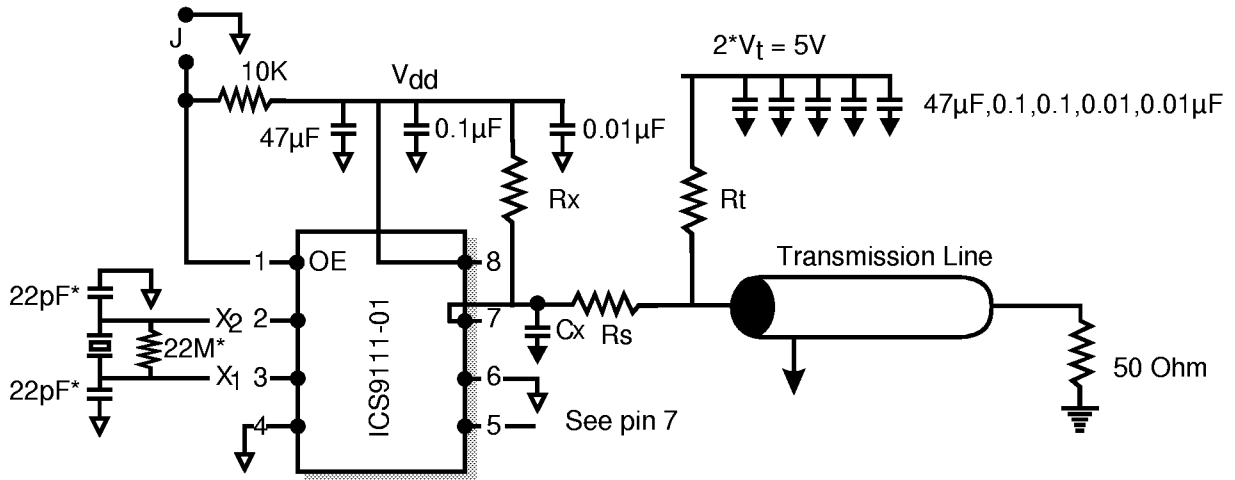 J
10K
Vdd
2*Vt = 5V
47µF
0.1µF
0.01µF
47µF,0.1,0.1,0.01,0.01µF
Rx
Rt
Transmission Line
1
OE
8
22pF*
X2
2
7
Cx
Rs
22M*
ICS9111-01
50 Ohm
22pF*
X1
3
6
4
5
See pin 7